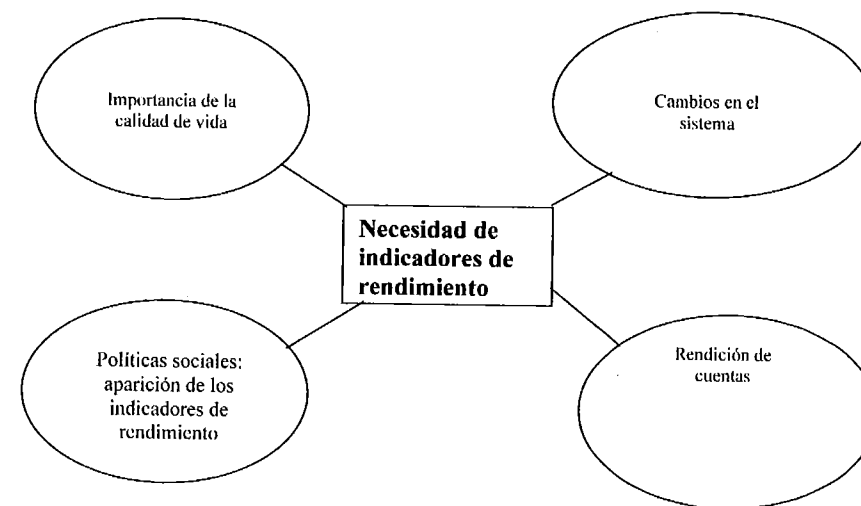 Importancia de la
calidad de vida
Cambios en el
sistema
Necesidad de
indicadores de
rendimiento
Políticas sociales:
aparición de los
indicadores de
rendimiento
Rendición de
cuentas